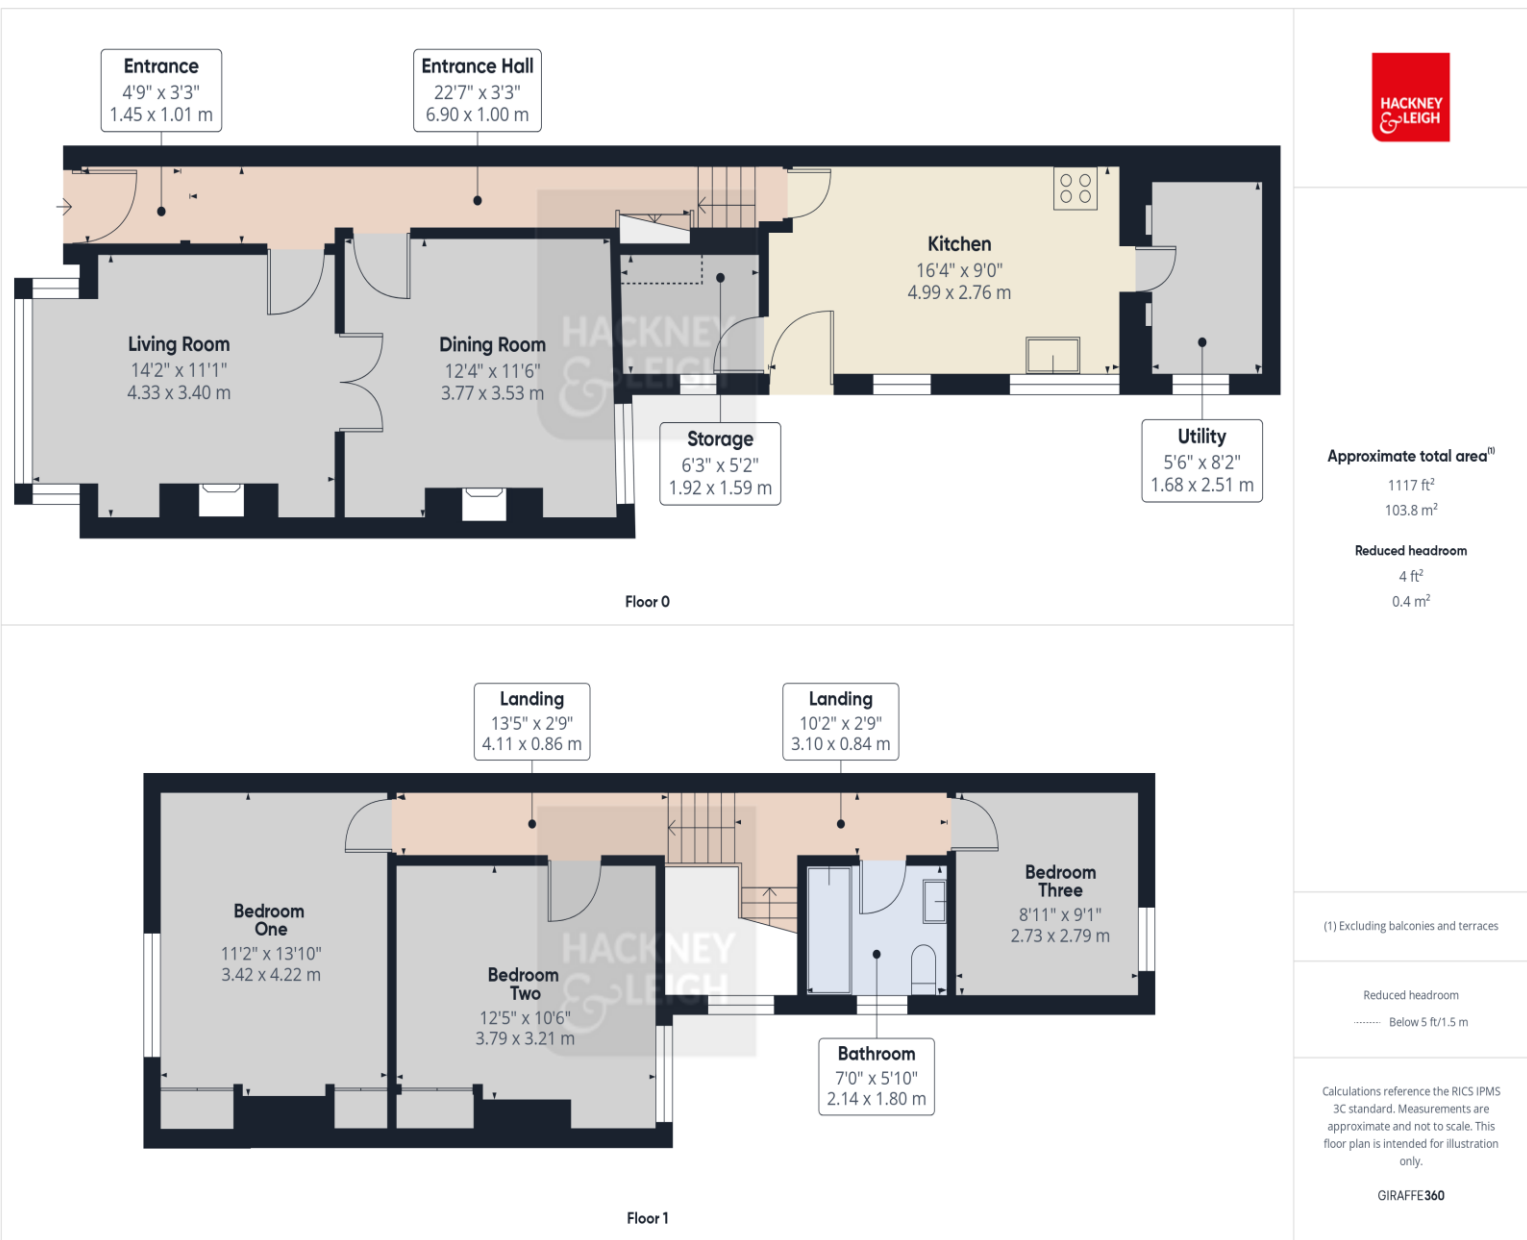 Entrance
4'9" x 3'3"
1.45 x 1.01 m
Entrance Hall
22'7" x 3'3"
6.90 x 1.00 m
Kitchen
16'4" x 9'0"
4.99 x 2.76 m
Living Room
14'2" x 11'1"
4.33 x 3.40 m
Dining Room
12'4" x 11'6"
3.77 x 3.53 m
HACKNEY
& LEIGH
Storage
6'3" x 5'2"
1.92 x 1.59 m
Utility
5'6" x 8'2"
1.68 x 2.51 m
Floor 0
Landing
13'5" x 2'9"
4.11 x 0.86 m
Landing
10'2" x 2'9"
3.10 x 0.84 m
Bedroom
One
11'2" x 13'10"
3.42 x 4.22 m
Bedroom
Two
12'5" x 10'6"
3.79 x 3.21 m
HACKNEY
& LEIGH
Bedroom
Three
8'11" x 9'1"
2.73 x 2.79 m
Bathroom
7'0" x 5'10"
2.14 x 1.80 m
Floor 1
HACKNEY
& LEIGH
Approximate total area(1)
1117 ft²
103.8 m²
Reduced headroom
4 ft²
0.4 m²
(1) Excluding balconies and terraces
Reduced headroom
Below 5 ft/1.5 m
Calculations reference the RICS IPMS
3C standard. Measurements are
approximate and not to scale. This
floor plan is intended for illustration
only.
GIRAFFE360